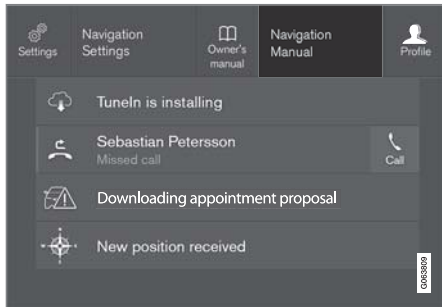 Settings
Navigation
Settings
Owner's
manual
Navigation
Manual
Profile
TuneIn is installing
Sebastian Petersson
Missed call
Call
Downloading appointment proposal
New position received
G063809